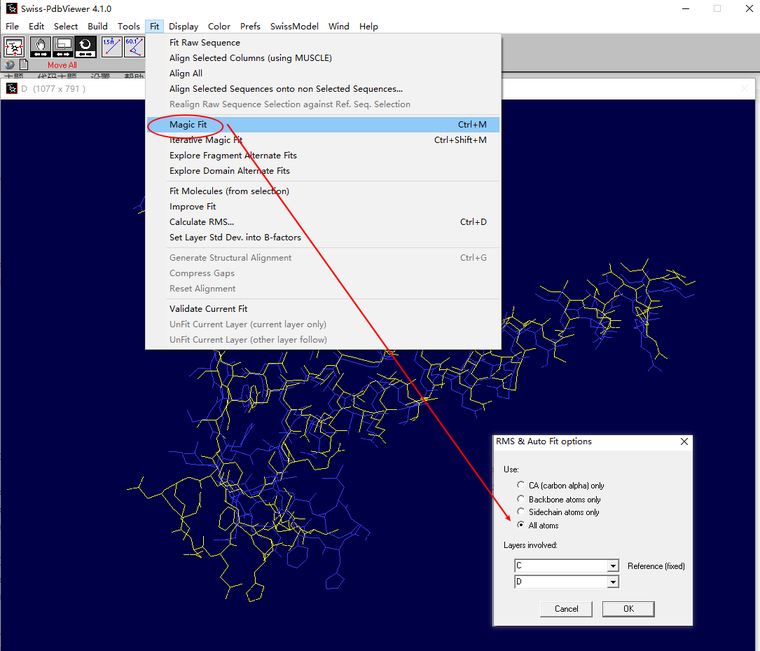 Swiss-PdbViewer 4.1.0
File Edit Select Build Tools Fit Display Color Prefs SwissModel Wind Help
Move All
D (1077 x 791 )
Fit Raw Sequence
Align Selected Columns (using MUSCLE)
Align All
Align Selected Sequences onto non Selected Sequences...
Realign Raw Sequence Selection against Ref. Seq. Selection
Magic Fit Ctrl+M
Iterative Magic Fit Ctrl+Shift+M
Explore Fragment Alternate Fits
Explore Domain Alternate Fits
Fit Molecules (from selection)
Improve Fit
Calculate RMS... Ctrl+D
Set Layer Std Dev. into B-factors
Generate Structural Alignment Ctrl+G
Compress Gaps
Reset Alignment
Validate Current Fit
UnFit Current Layer (current layer only)
UnFit Current Layer (other layer follow)
RMS & Auto Fit options
Use:
CA (carbon alpha) only
Backbone atoms only
Sidechain atoms only
All atoms
Layers involved:
C Reference (fixed)
D
Cancel OK